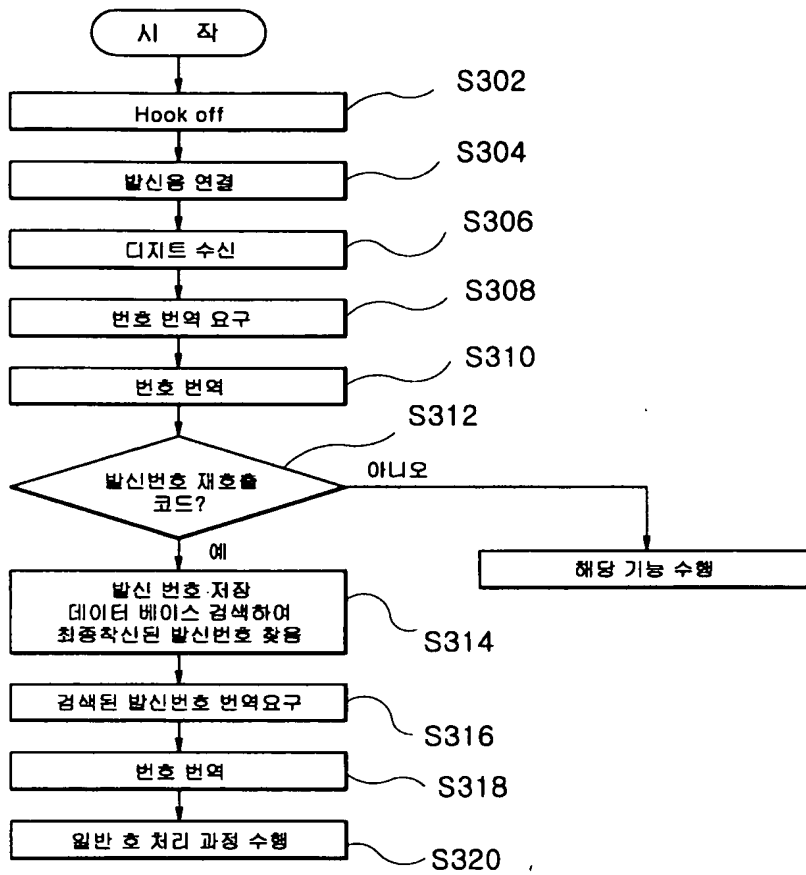 시 작
Hook off
S302
발신음 연결
S304
디지트 수신
S306
번호 번역 요구
S308
번호 번역
S310
발신번호 재호출
코드?
S312
아니오
예
해당 기능 수행
발신 번호 저장
데이터 베이스 검색하여
최종착신된 발신번호 찾음
S314
검색된 발신번호 번역요구
S316
번호 번역
S318
일반 호 처리 과정 수행
S320